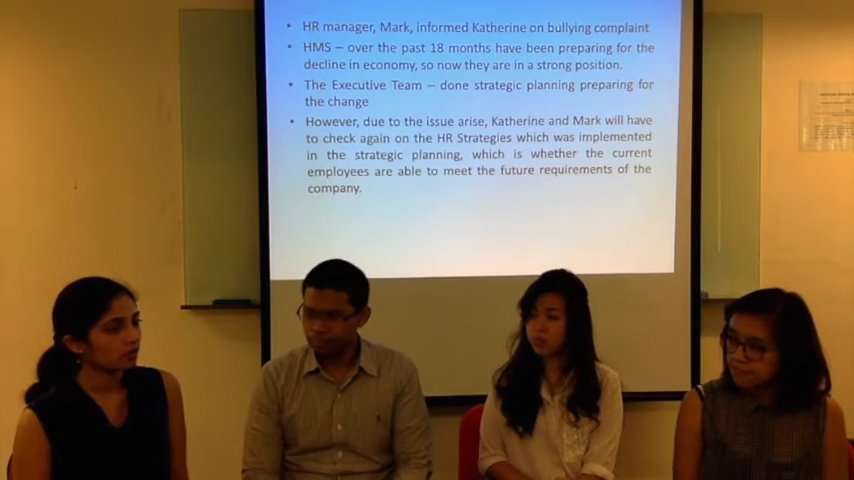 • HR manager, Mark, informed Katherine on bullying complaint
• HMS – over the past 18 months have been preparing for the
decline in economy, so now they are in a strong position.
• The Executive Team – done strategic planning preparing for
the change
• However, due to the issue arise, Katherine and Mark will have
to check again on the HR Strategies which was implemented
in the strategic planning, which is whether the current
employees are able to meet the future requirements of the
company.